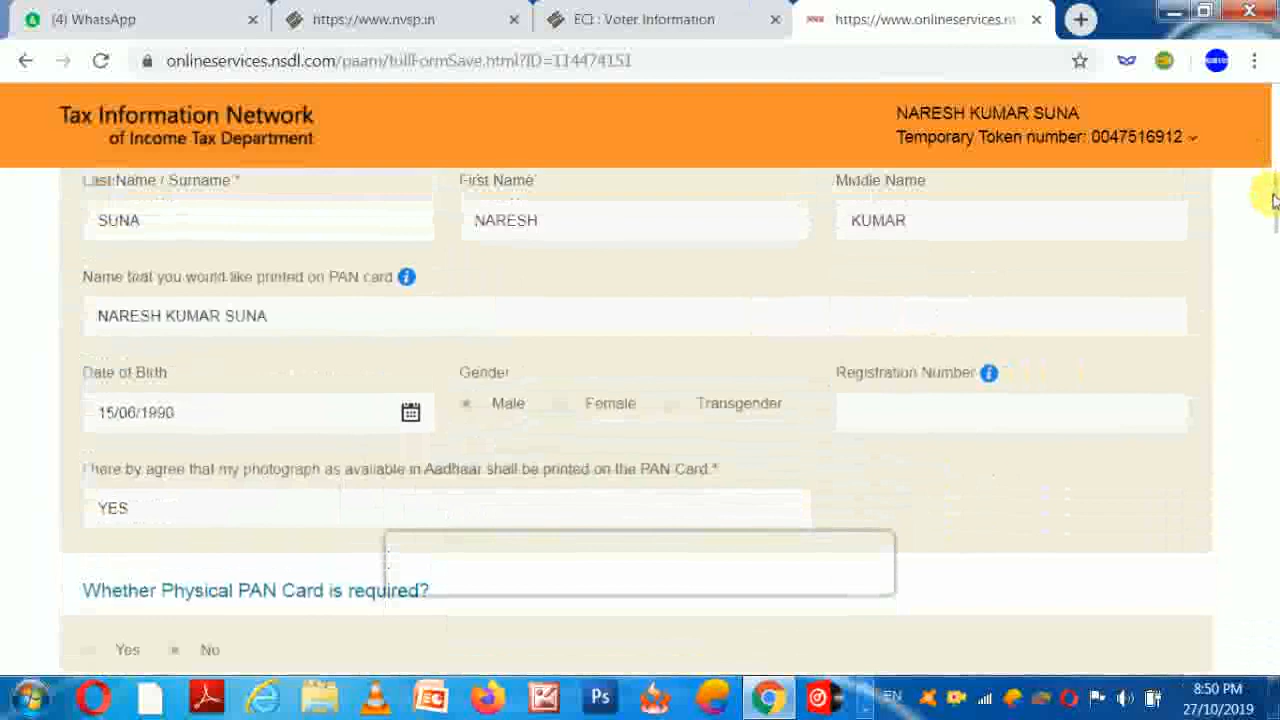 (4) WhatsApp
https://www.nvsp.in
ECI : Voter Information
https://www.onlineservices.ns
onlineservices.nsdl.com/paam/fullFormSave.html?ID=114474151
Tax Information Network
of Income Tax Department
NARESH KUMAR SUNA
Temporary Token number: 0047516912
Last Name / Surname *
First Name
Middle Name
SUNA
NARESH
KUMAR
Name that you would like printed on PAN card
NARESH KUMAR SUNA
Date of Birth
Gender
Registration Number
15/06/1990
Male
Female
Transgender
I here by agree that my photograph as available in Aadhaar shall be printed on the PAN Card.*
YES
Whether Physical PAN Card is required?
Yes
No
Ps
EN
8:50 PM
27/10/2019